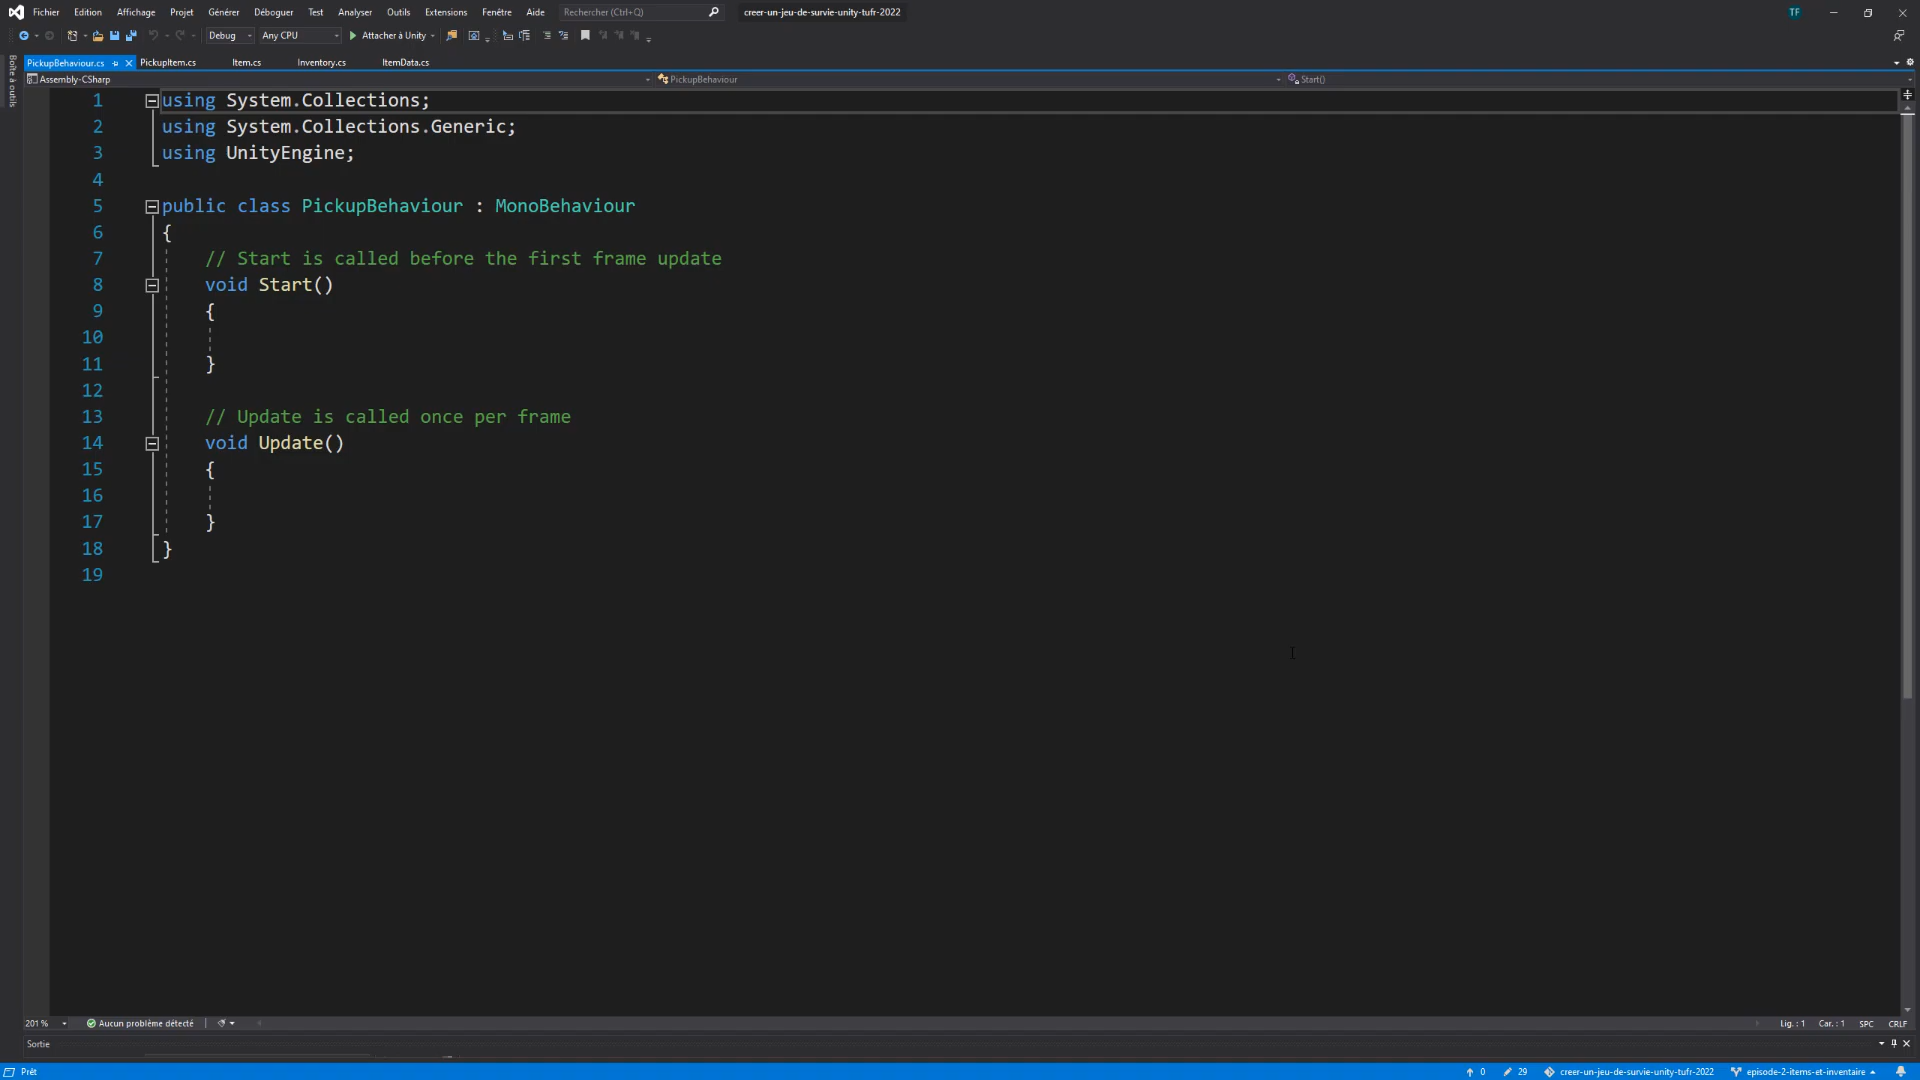 Fichier Edition Affichage Projet Générer Déboguer Test Analyser Outils Extensions Fenêtre Aide Rechercher (Ctrl+Q) creer-un-jeu-de-survie-unity-tufr-2022 TF
Debug Any CPU Attacher à Unity
Boîte à outils
PickupBehaviour.cs PickupItem.cs Item.cs Inventory.cs ItemData.cs
Assembly-CSharp PickupBehaviour Start()
1 using System.Collections;
2 using System.Collections.Generic;
3 using UnityEngine;
4
5 public class PickupBehaviour : MonoBehaviour
6 {
7 // Start is called before the first frame update
8 void Start()
9 {
10
11 }
12
13 // Update is called once per frame
14 void Update()
15 {
16
17 }
18 }
19
201 % Aucun problème détecté Lig. : 1 Car. : 1 SPC CRLF
Sortie
Prêt 0 29 creer-un-jeu-de-survie-unity-tufr-2022 episode-2-items-et-inventaire